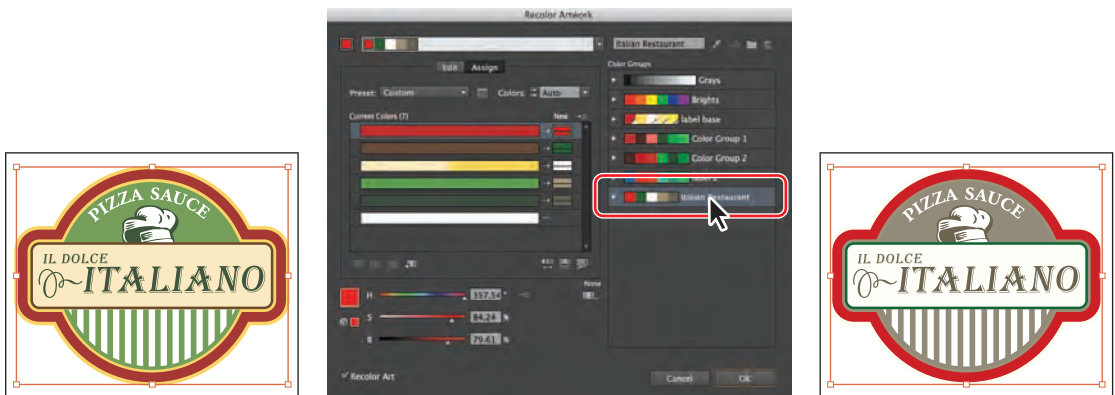 PIZZA SAUCE
IL DOLCE
ITALIANO
Recolor Artwork
Italian Restaurant
Edit Assign
Preset: Custom Colors: Auto
Current Colors (7) New
Color Groups
Grays
Brights
label base
Color Group 1
Color Group 2
Italian Restaurant
None
H 357.54 °
S 84.24 %
B 79.61 %
Recolor Art
Cancel OK
PIZZA SAUCE
IL DOLCE
ITALIANO